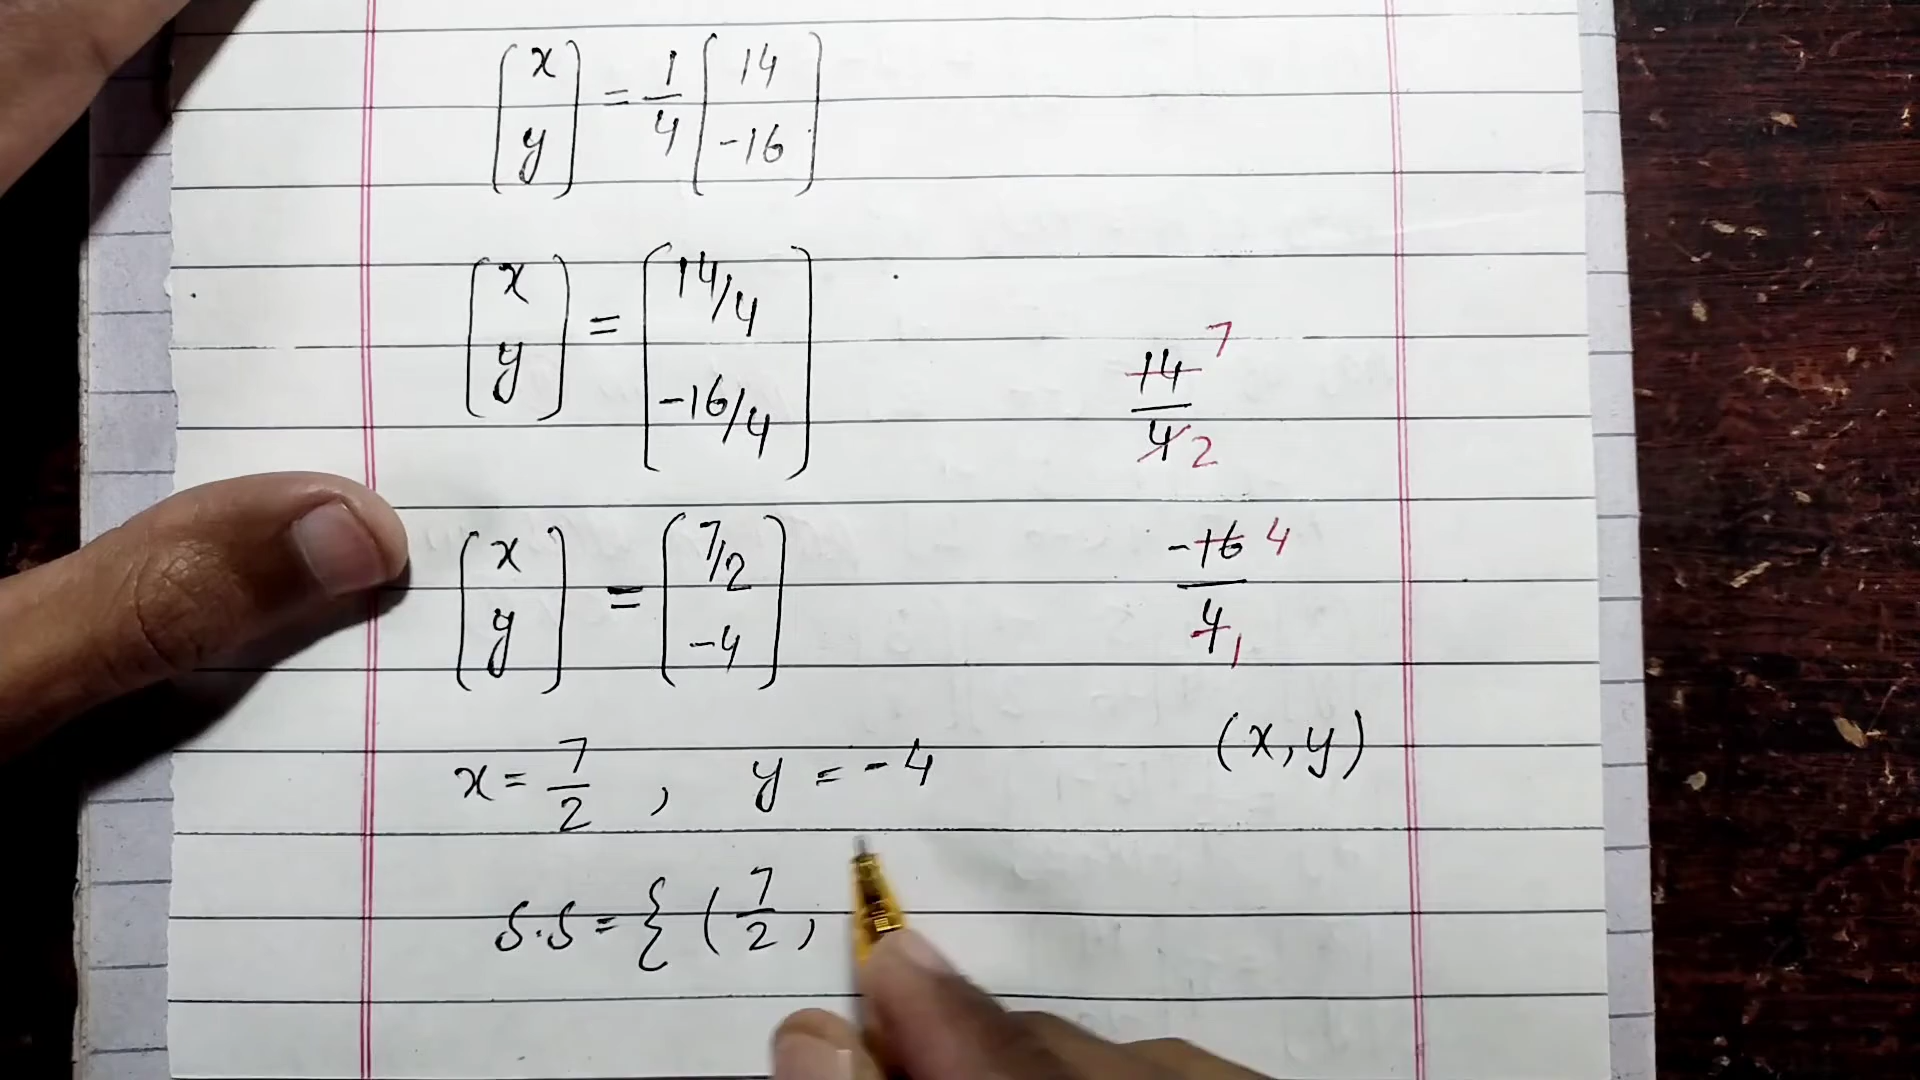 (x y) = 1/4 (14 -16)
(x y) = (14/4 -16/4)
14/4 7 2
(x y) = (7/2 -4)
-16/4 4 1
x = 7/2 , y = -4
(x, y)
S.S = { ( 7/2 ,